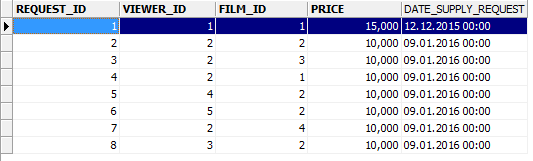 REQUEST_ID VIEWER_ID FILM_ID PRICE DATE_SUPPLY_REQUEST
1 1 1 15,000 12.12.2015 00:00
2 2 2 10,000 09.01.2016 00:00
3 2 3 10,000 09.01.2016 00:00
4 2 1 10,000 09.01.2016 00:00
5 4 2 10,000 09.01.2016 00:00
6 5 2 10,000 09.01.2016 00:00
7 2 4 10,000 09.01.2016 00:00
8 3 2 10,000 09.01.2016 00:00